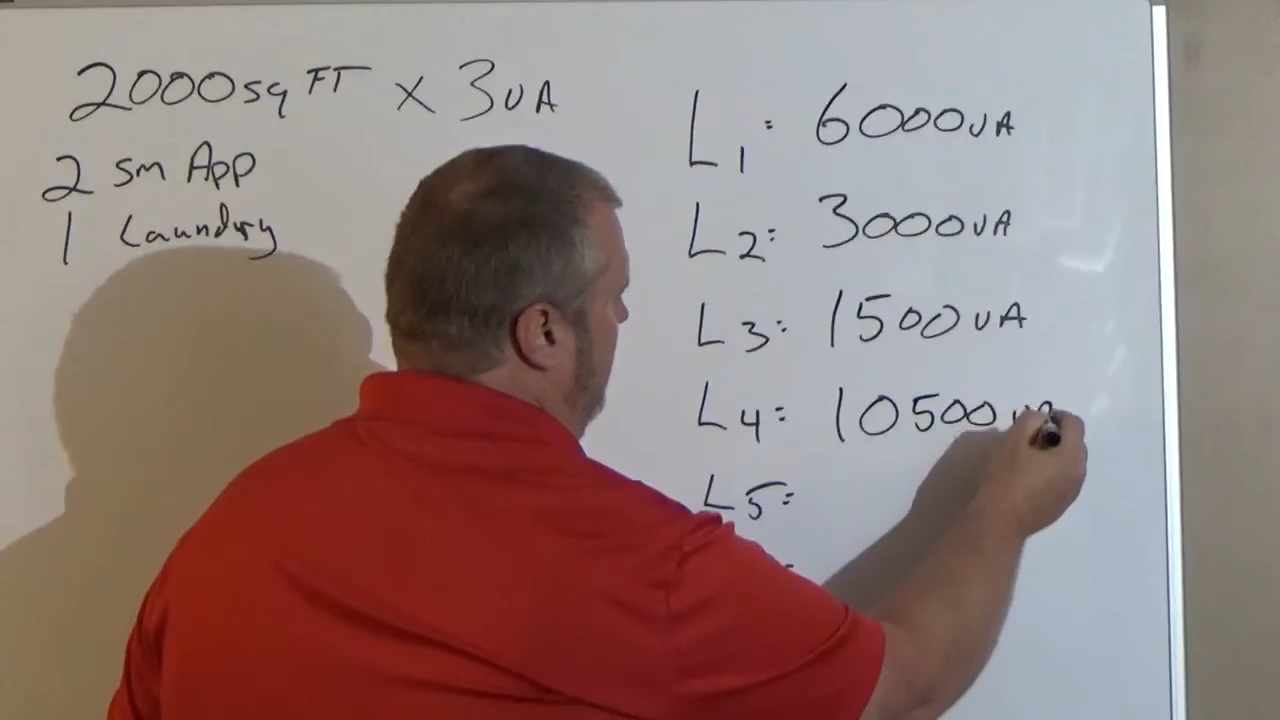 2000sq FT x 3VA
2 Sm App
1 Laundry
L1= 6000VA
L2= 3000VA
L3= 1500VA
L4= 10500
L5=